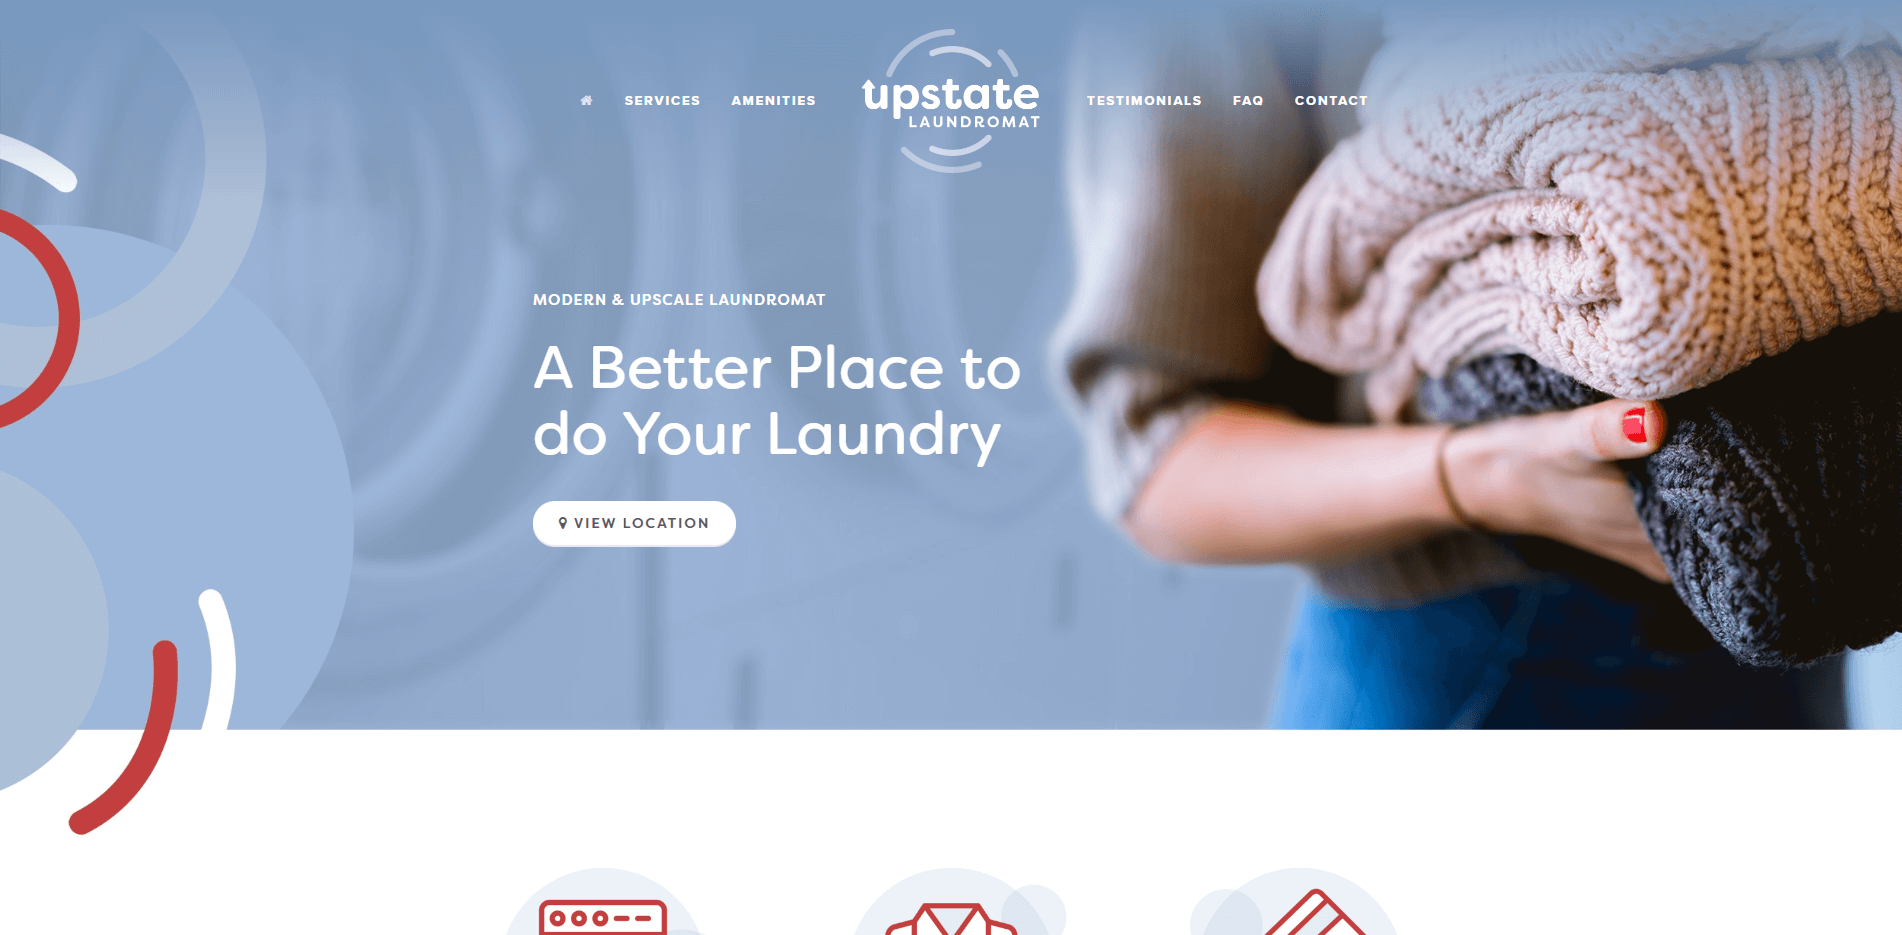 SERVICES
AMENITIES
upstate
LAUNDROMAT
TESTIMONIALS
FAQ
CONTACT
MODERN & UPSCALE LAUNDROMAT
A Better Place to
do Your Laundry
VIEW LOCATION